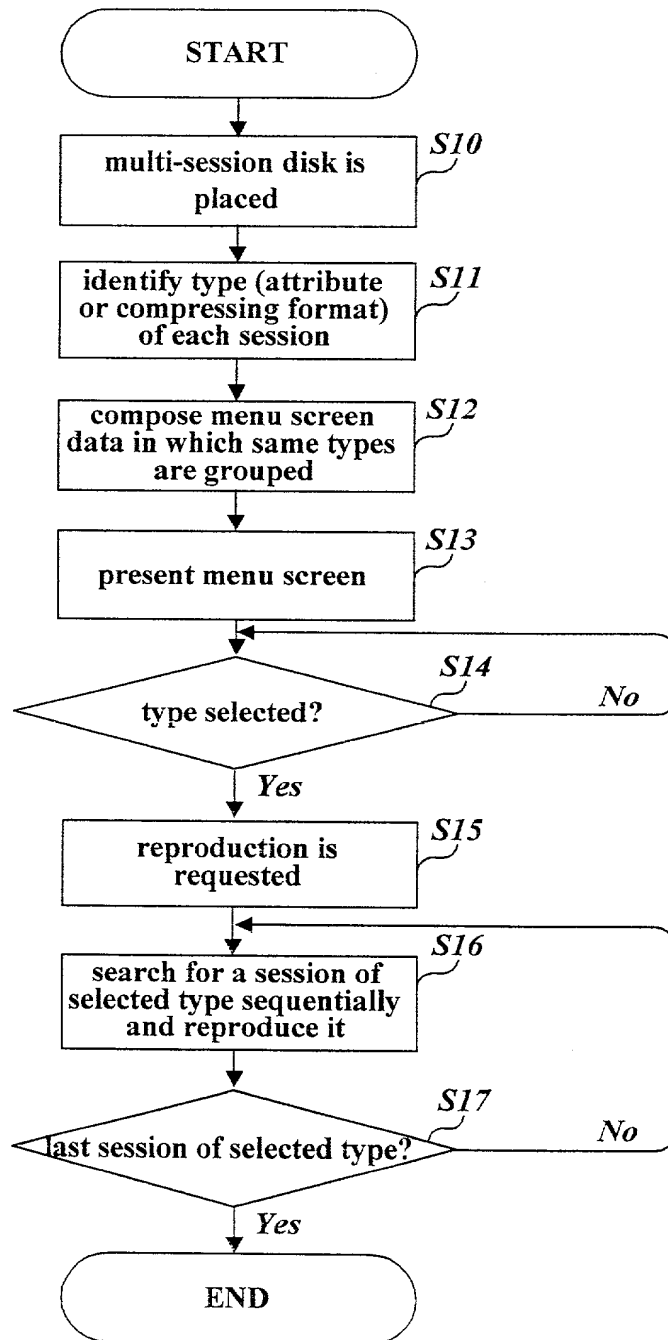 START
S10
multi-session disk is
placed
S11
identify type (attribute
or compressing format)
of each session
S12
compose menu screen
data in which same types
are grouped
S13
present menu screen
S14
type selected?
No
Yes
S15
reproduction is
requested
S16
search for a session of
selected type sequentially
and reproduce it
S17
last session of selected type?
No
Yes
END